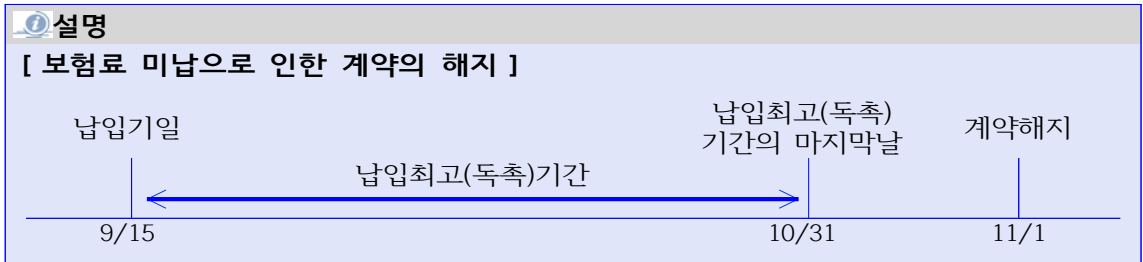 설명
[ 보험료 미납으로 인한 계약의 해지 ]
납입기일
납입최고(독촉)
기간의 마지막날
계약해지
납입최고(독촉)기간
9/15
10/31
11/1